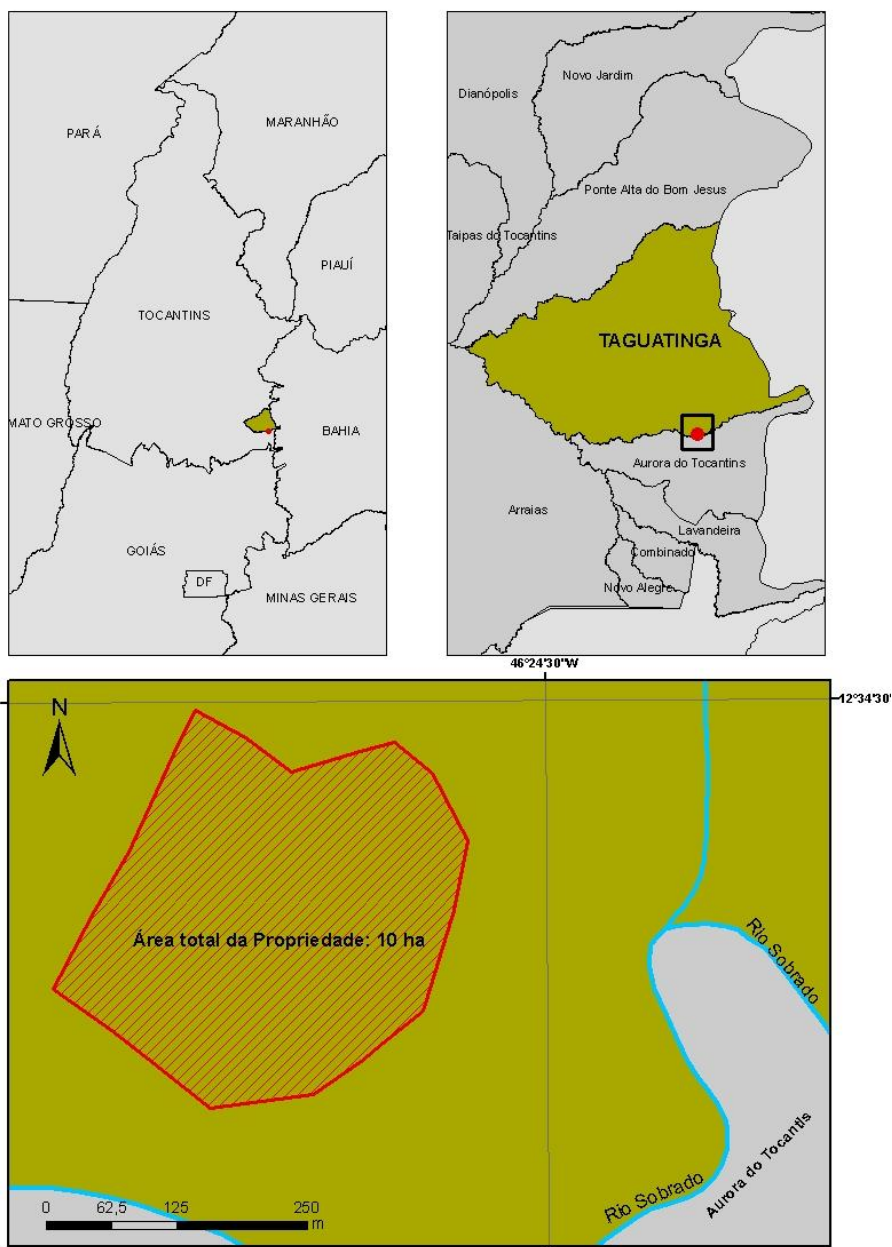 PARÁ
MARANHÃO
PIAUÍ
TOCANTINS
MATO GROSSO
BAHIA
GOIÁS
DF
MINAS GERAIS
Novo Jardim
Dianópolis
Ponte Alta do Bom Jesus
Taipas do Tocantins
TAGUATINGA
Aurora do Tocantins
Arraias
Lavandeira
Combinado
Novo Alegre
46°24'30"W
12°34'30"
N
Área total da Propriedade: 10 ha
Rio Sobrado
Aurora do Tocantis
Rio Sobrado
0 62,5 125 250
m